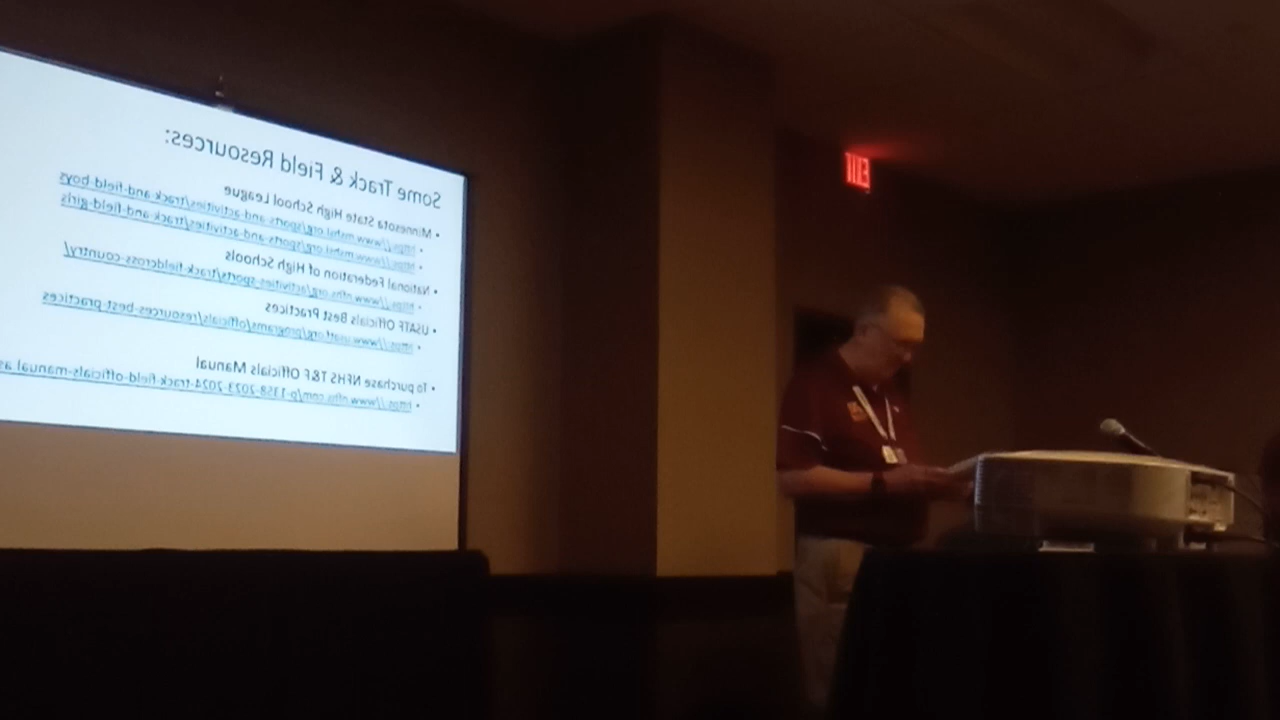 Some Track & Field Resources:
• Minnesota State High School League
• https://www.mshsl.org/sports-and-activities/track-and-field-boys
• https://www.mshsl.org/sports-and-activities/track-and-field-girls
• National Federation of High Schools
• https://www.nfhs.org/activities-sports/track-fieldcross-country/
• USATF Officials Best Practices
• https://www.usatf.org/programs/officials/resources/best-practices
• To purchase NFHS T&F Officials Manual
• https://www.nfhs.com/p-1358-2023-2024-track-field-officials-manual
EXIT